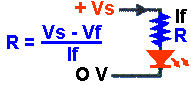 + Vs
If
R
R = Vs - Vf
If
O V